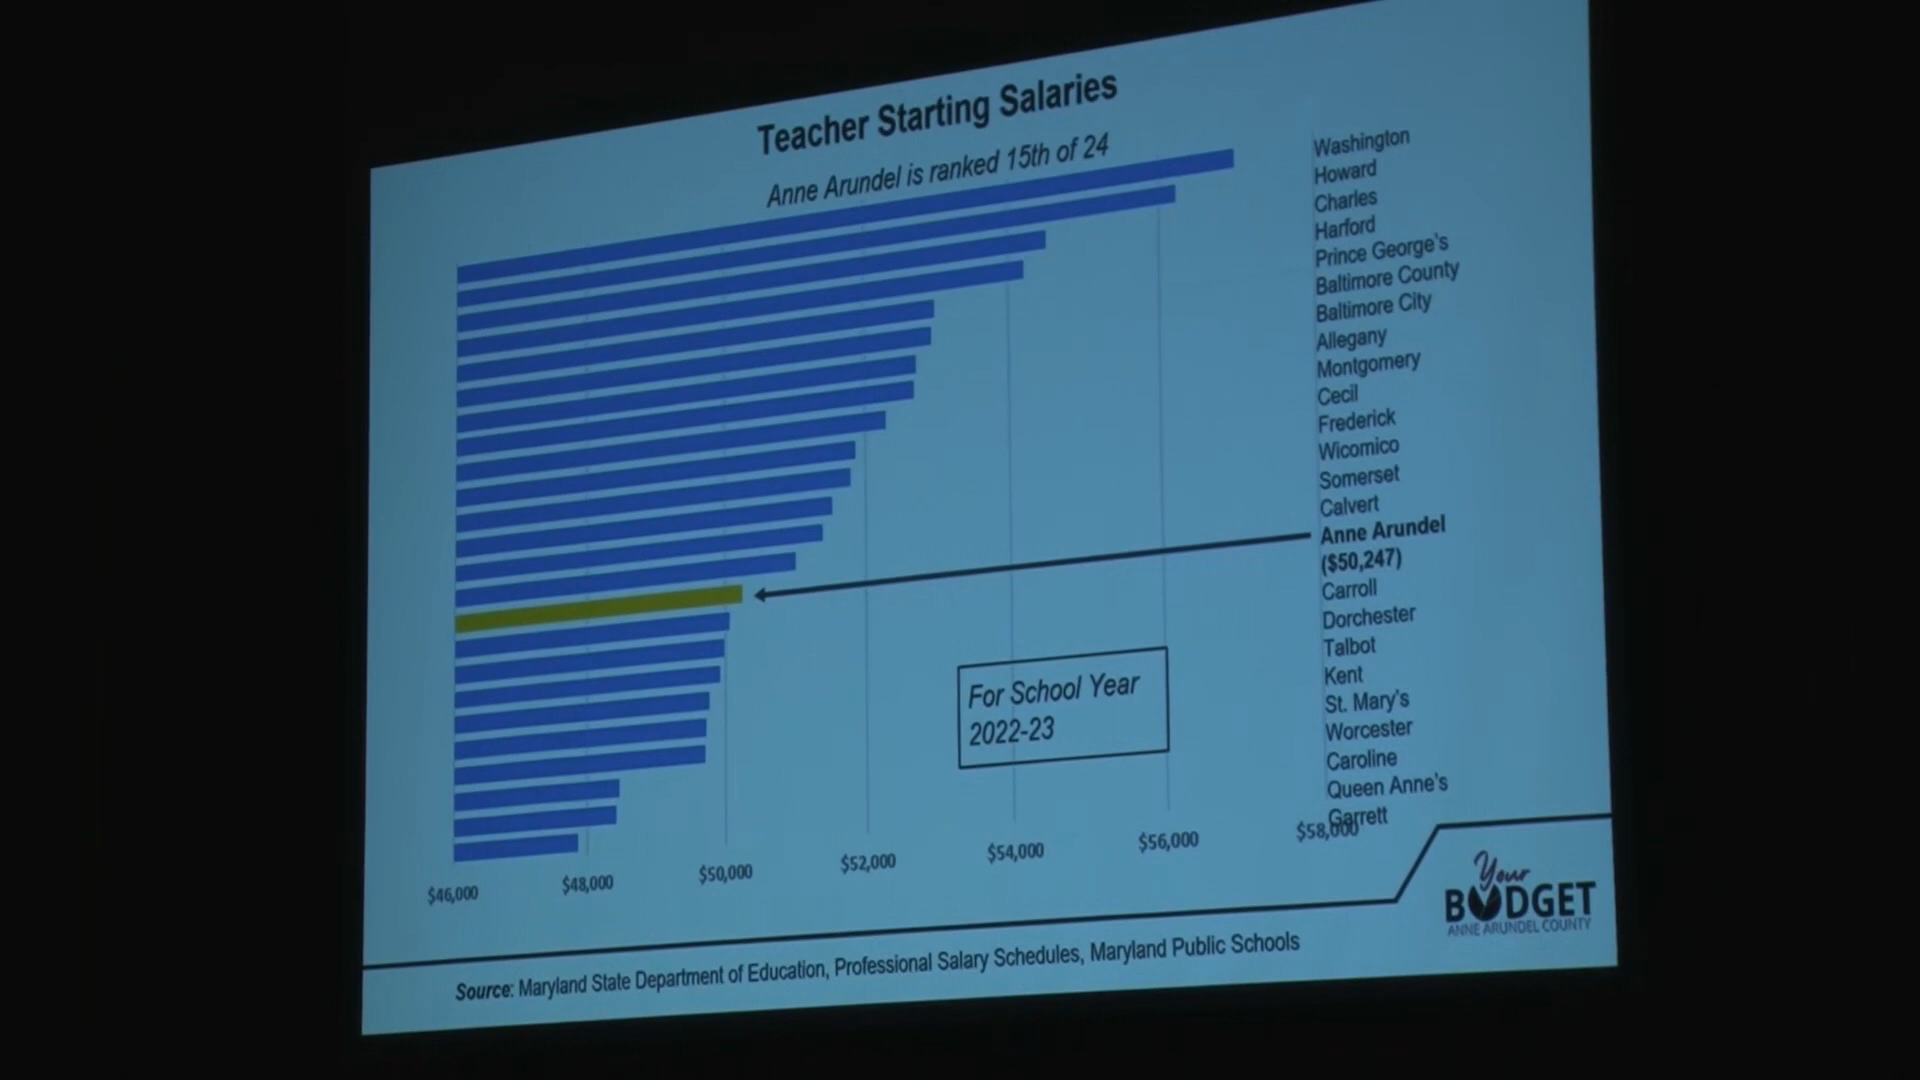 Teacher Starting Salaries
Anne Arundel is ranked 15th of 24
Washington
Howard
Charles
Harford
Prince George's
Baltimore County
Baltimore City
Allegany
Montgomery
Cecil
Frederick
Wicomico
Somerset
Calvert
Anne Arundel
($50,247)
Carroll
Dorchester
Talbot
Kent
St. Mary's
Worcester
Caroline
Queen Anne's
Garrett
For School Year
2022-23
$46,000 $48,000 $50,000 $52,000 $54,000 $56,000 $58,000
Your
BUDGET
ANNE ARUNDEL COUNTY
Source: Maryland State Department of Education, Professional Salary Schedules, Maryland Public Schools